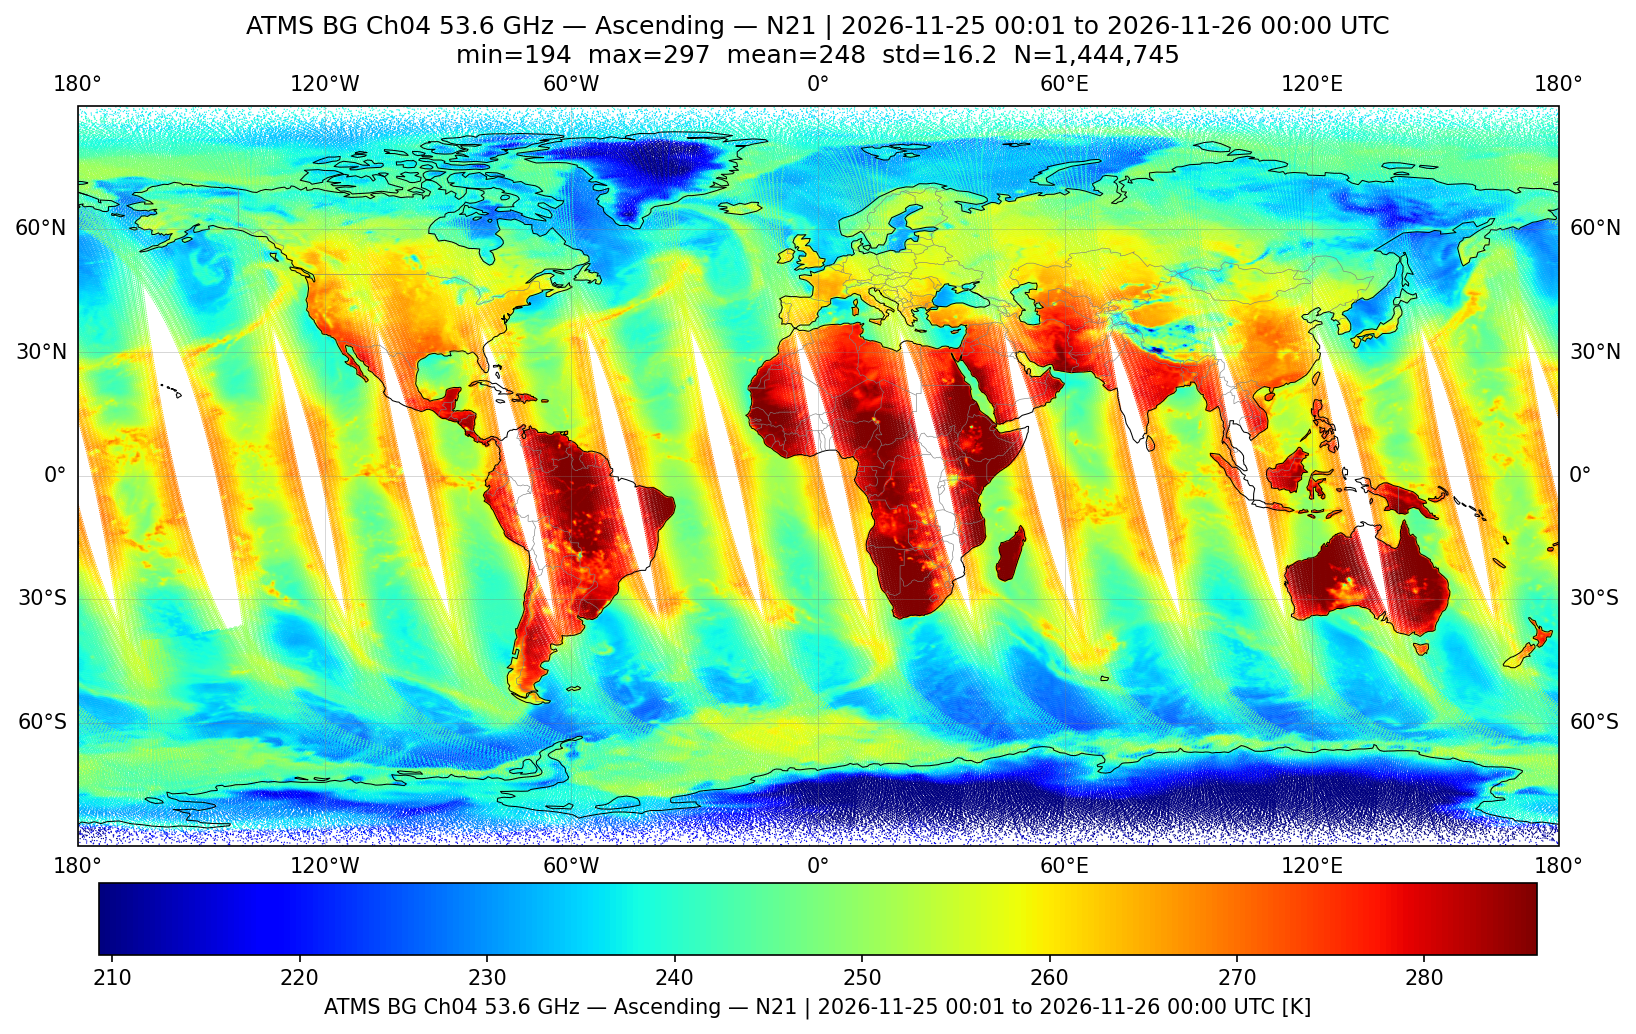 ATMS BG Ch04 53.6 GHz — Ascending — N21 | 2026-11-25 00:01 to 2026-11-26 00:00 UTC
min=194 max=297 mean=248 std=16.2 N=1,444,745
180° 120°W 60°W 0° 60°E 120°E 180°
60°N 60°N
30°N 30°N
0° 0°
30°S 30°S
60°S 60°S
180° 120°W 60°W 0° 60°E 120°E 180°
210 220 230 240 250 260 270 280
ATMS BG Ch04 53.6 GHz — Ascending — N21 | 2026-11-25 00:01 to 2026-11-26 00:00 UTC [K]